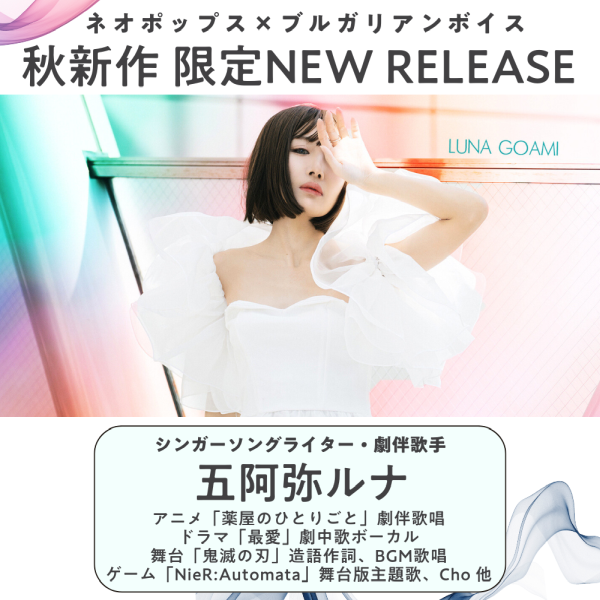 ネオポップス×ブルガリアンボイス
秋新作 限定NEW RELEASE
LUNA GOAMI
シンガーソングライター・劇伴歌手
五阿弥ルナ
アニメ「薬屋のひとりごと」劇伴歌唱
ドラマ「最愛」劇中歌ボーカル
舞台「鬼滅の刃」造語作詞、BGM歌唱
ゲーム「NieR:Automata」舞台版主題歌、Cho 他